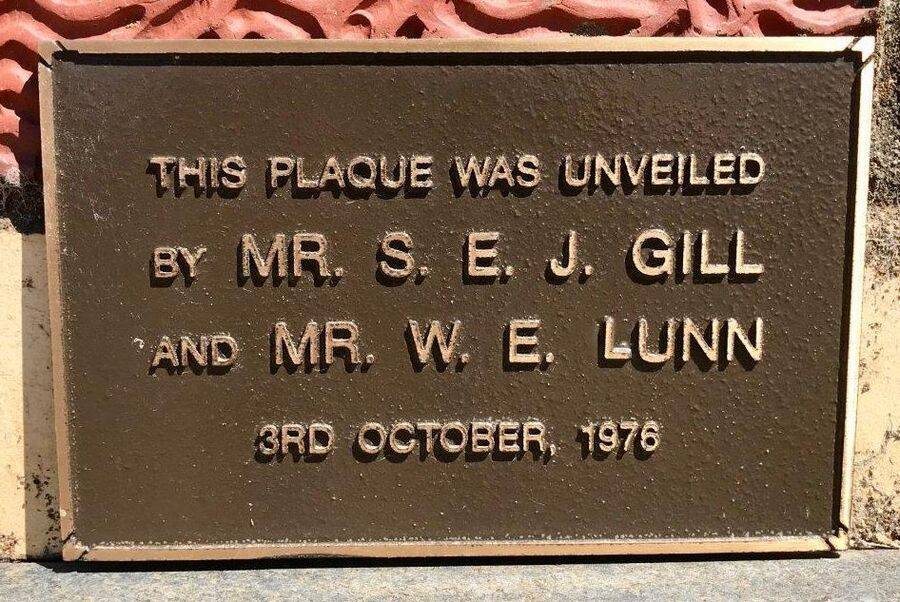 THIS PLAQUE WAS UNVEILED
BY MR. S. E. J. GILL
AND MR. W. E. LUNN
3RD OCTOBER, 1976